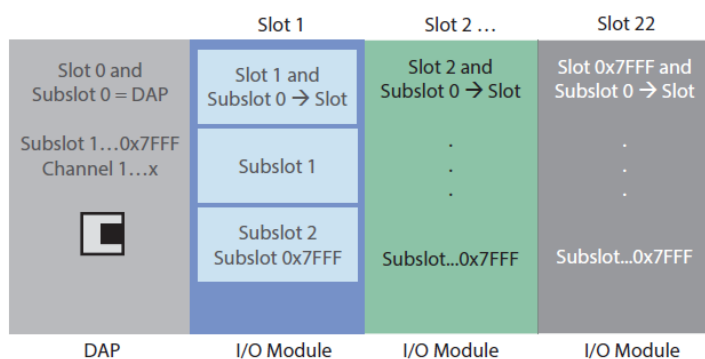 Slot 1
Slot 2 ...
Slot 22
Slot 0 and
Subslot 0 = DAP
Subslot 1...0x7FFF
Channel 1...x
Slot 1 and
Subslot 0 → Slot
Subslot 1
Subslot 2
Subslot 0x7FFF
Slot 2 and
Subslot 0 → Slot
.
.
.
Subslot...0x7FFF
Slot 0x7FFF and
Subslot 0 → Slot
.
.
.
Subslot...0x7FFF
DAP
I/O Module
I/O Module
I/O Module